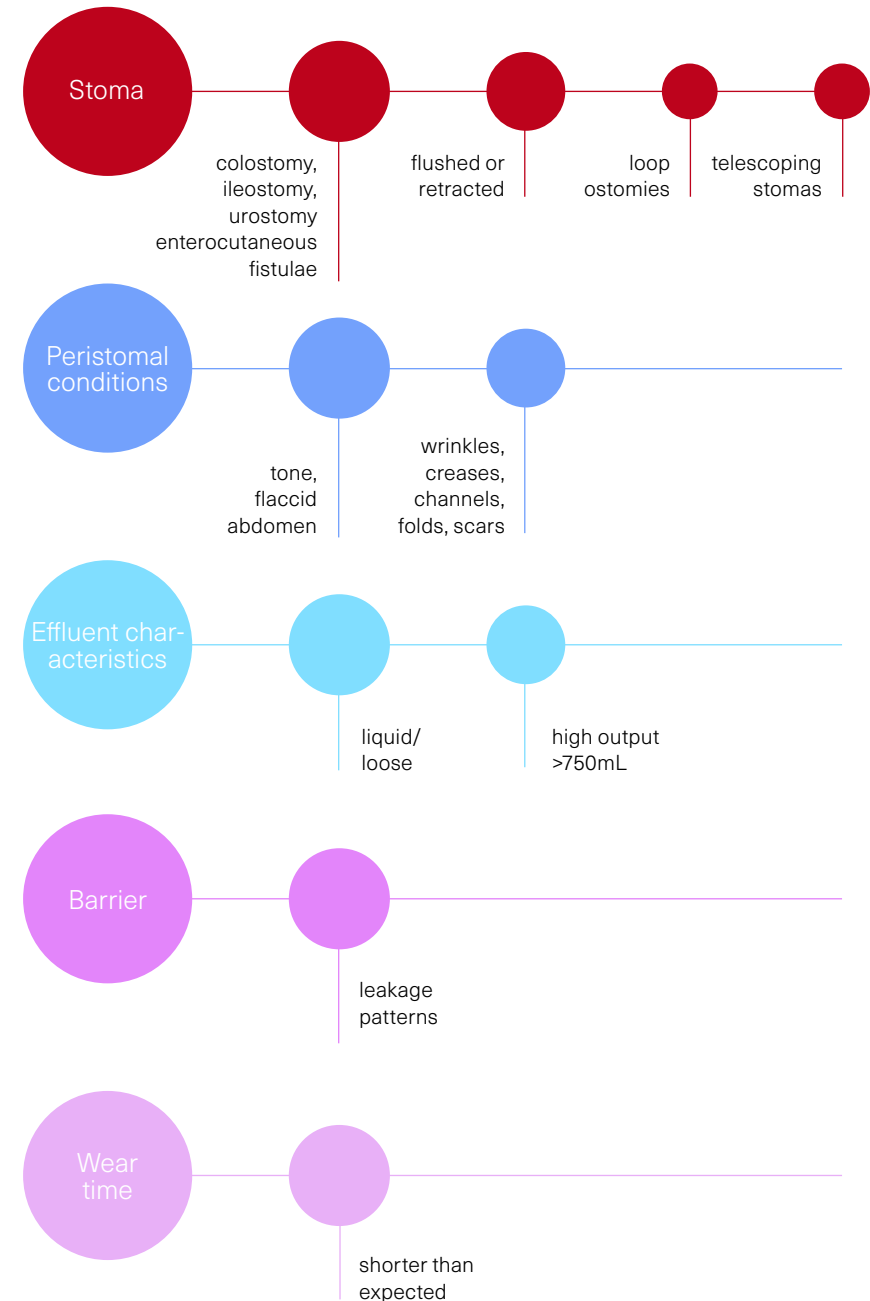 Stoma
colostomy,
ileostomy,
urostomy
enterocutaneous
fistulae
flushed or
retracted
loop
ostomies
telescoping
stomas
Peristomal
conditions
tone,
flaccid
abdomen
wrinkles,
creases,
channels,
folds, scars
Effluent char-
acteristics
liquid/
loose
high output
>750mL
Barrier
leakage
patterns
Wear
time
shorter than
expected